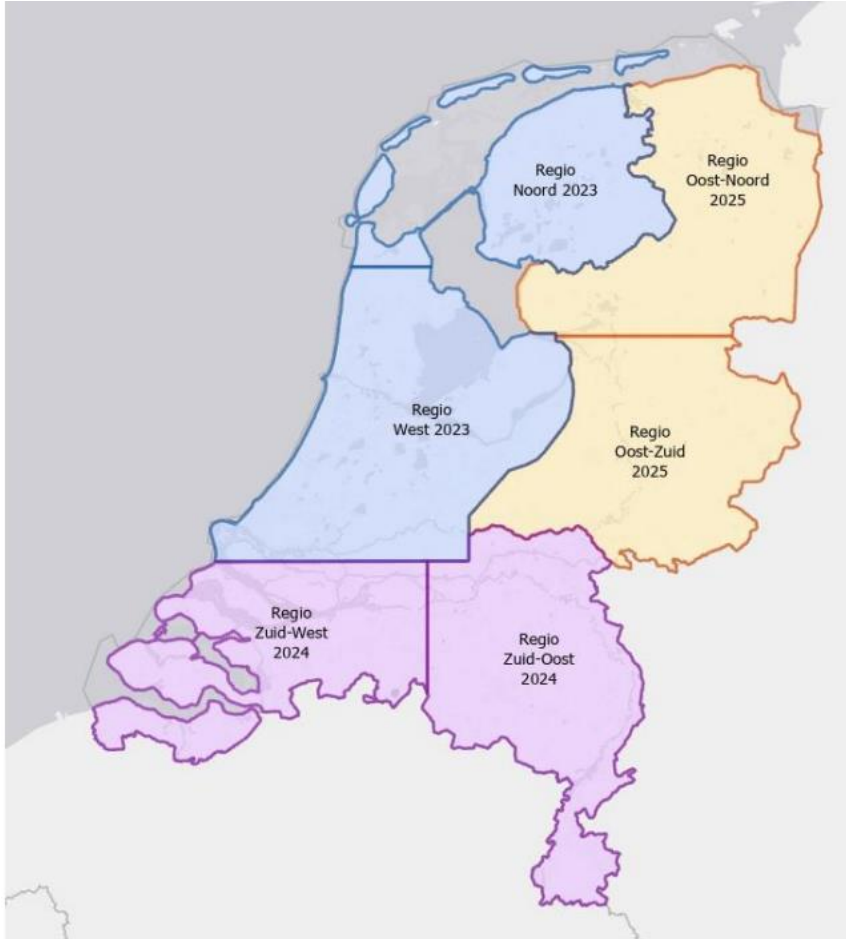 Regio
Noord 2023
Regio
Oost-Noord
2025
Regio
West 2023
Regio
Oost-Zuid
2025
Regio
Zuid-West
2024
Regio
Zuid-Oost
2024